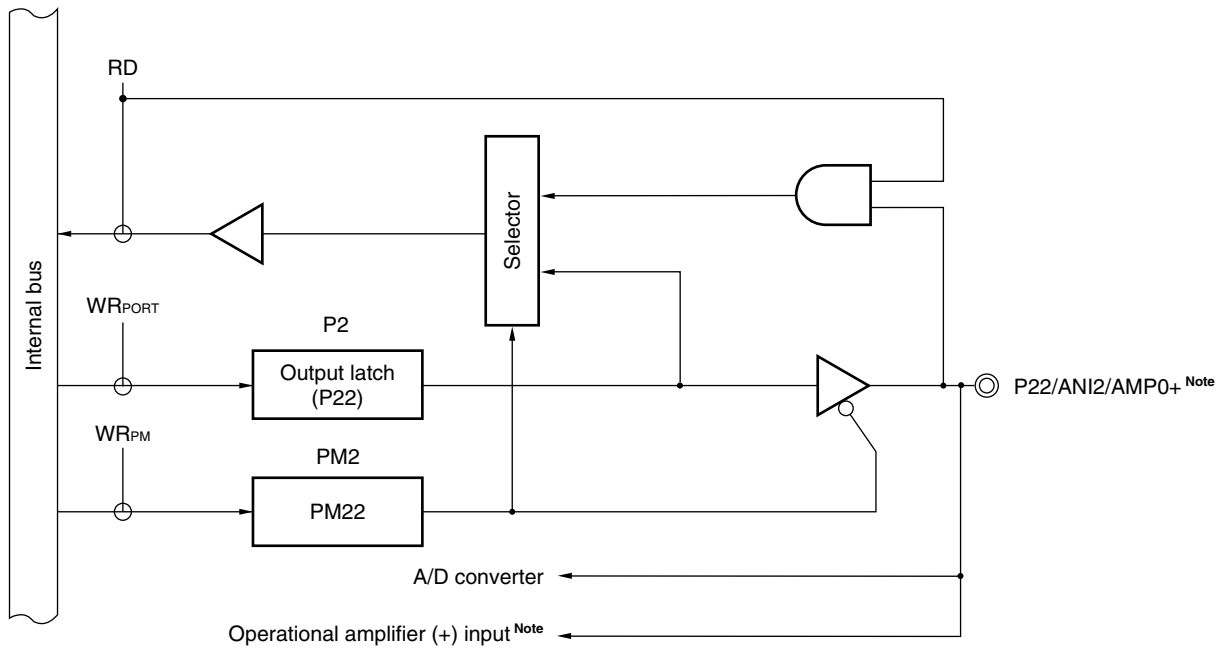 RD
Selector
Internal bus
WRPORT
P2
Output latch
(P22)
P22/ANI2/AMP0+ Note
WRPM
PM2
PM22
A/D converter
Operational amplifier (+) input Note